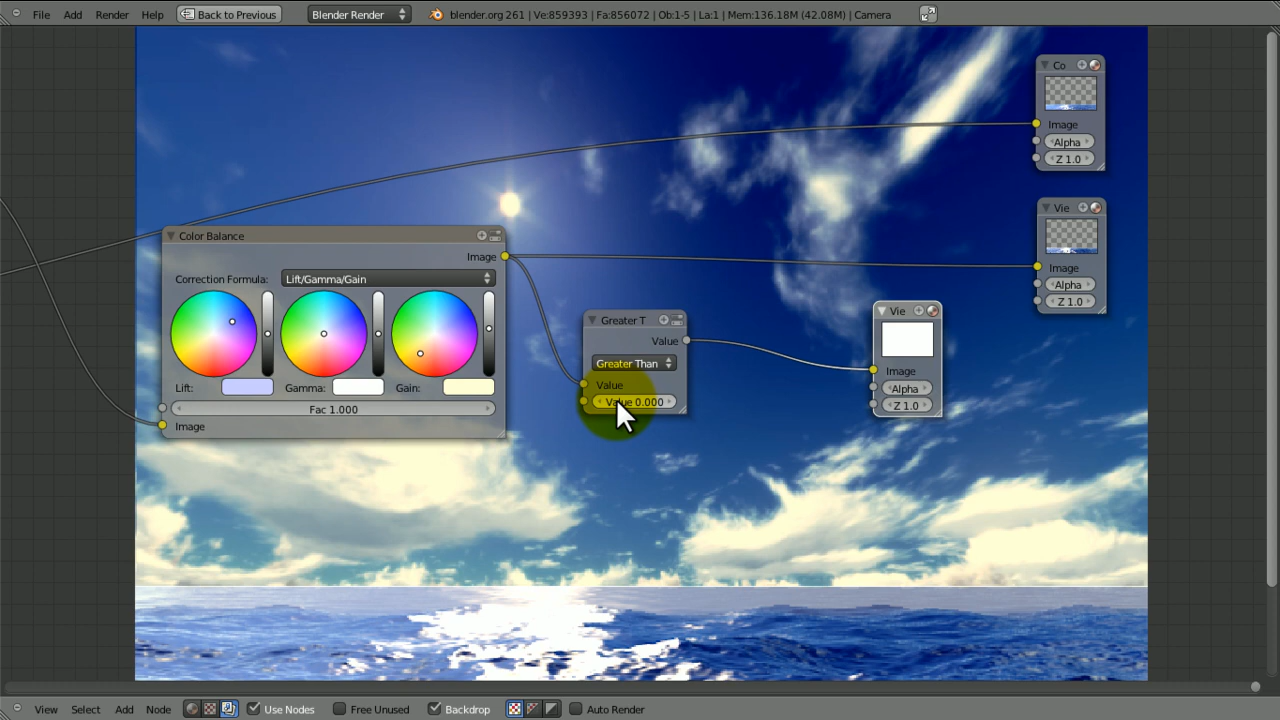 File Add Render Help Back to Previous Blender Render blender.org 261 | Ve:859393 | Fa:856072 | Ob:1-5 | La:1 | Mem:136.18M (42.08M) | Camera
Co
Image
Alpha
Z 1.0
Vie
Image
Alpha
Z 1.0
Color Balance
Image
Correction Formula: Lift/Gamma/Gain
Lift: Gamma: Gain:
Fac 1.000
Image
Greater T
Value
Greater Than
Value
Value 0.000
Vie
Image
Alpha
Z 1.0
View Select Add Node Use Nodes Free Unused Backdrop Auto Render